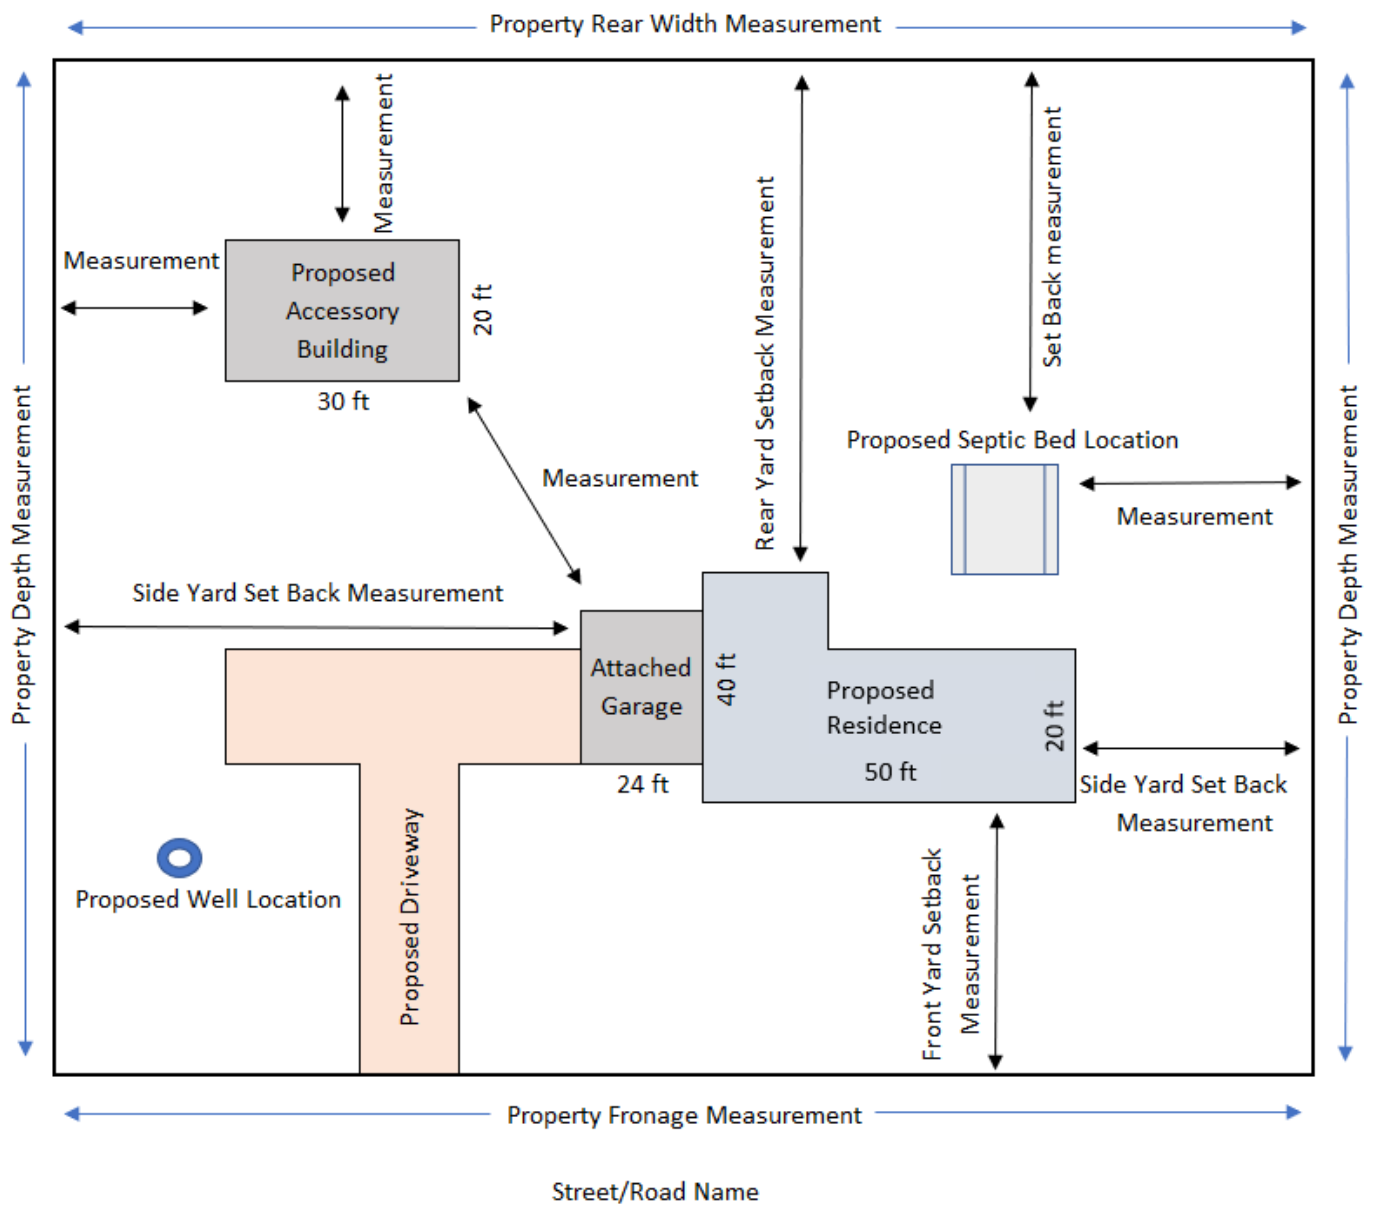 Property Rear Width Measurement
Measurement
Measurement
Proposed
Accessory
Building
20 ft
30 ft
Measurement
Rear Yard Setback Measurement
Set Back measurement
Proposed Septic Bed Location
Measurement
Property Depth Measurement
Property Depth Measurement
Side Yard Set Back Measurement
Attached
Garage
24 ft
40 ft
Proposed
Residence
50 ft
20 ft
Side Yard Set Back
Measurement
Proposed Well Location
Proposed Driveway
Front Yard Setback
Measurement
Property Fronage Measurement
Street/Road Name